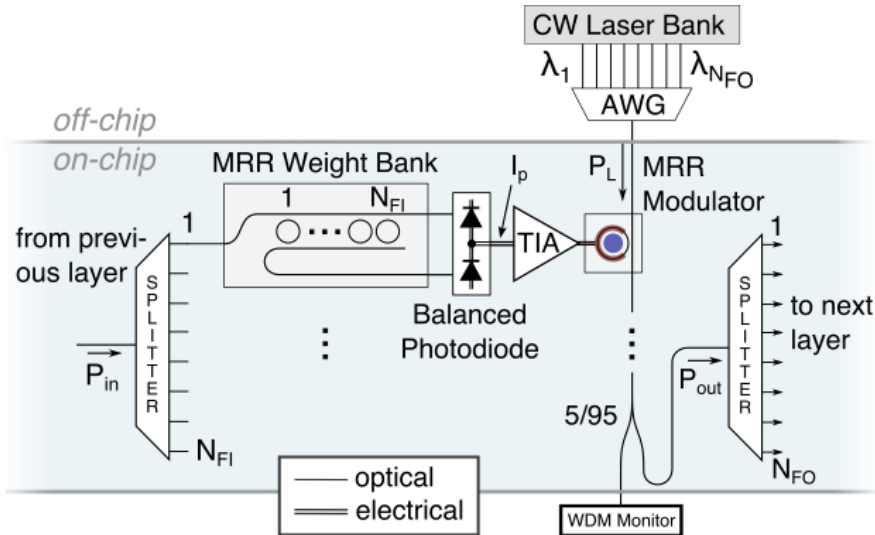 CW Laser Bank
λ1 λNFO
AWG
off-chip
on-chip
MRR Weight Bank
Ip
PL
MRR
Modulator
1
NFI
1
from previ-
ous layer
SPLITTER
Pin
NFI
TIA
Balanced
Photodiode
1
SPLITTER
to next
layer
Pout
NFO
5/95
optical
electrical
WDM Monitor